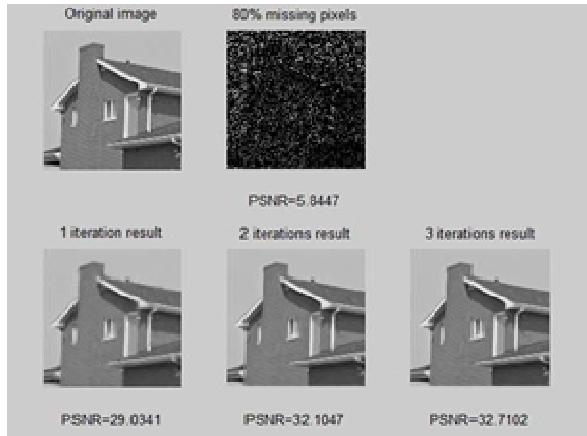 Original image
80% missing pixels
PSNR=5.8447
1 iteration result
2 iterations result
3 iterations result
PSNR=29.0341
PSNR=32.1047
PSNR=32.7102